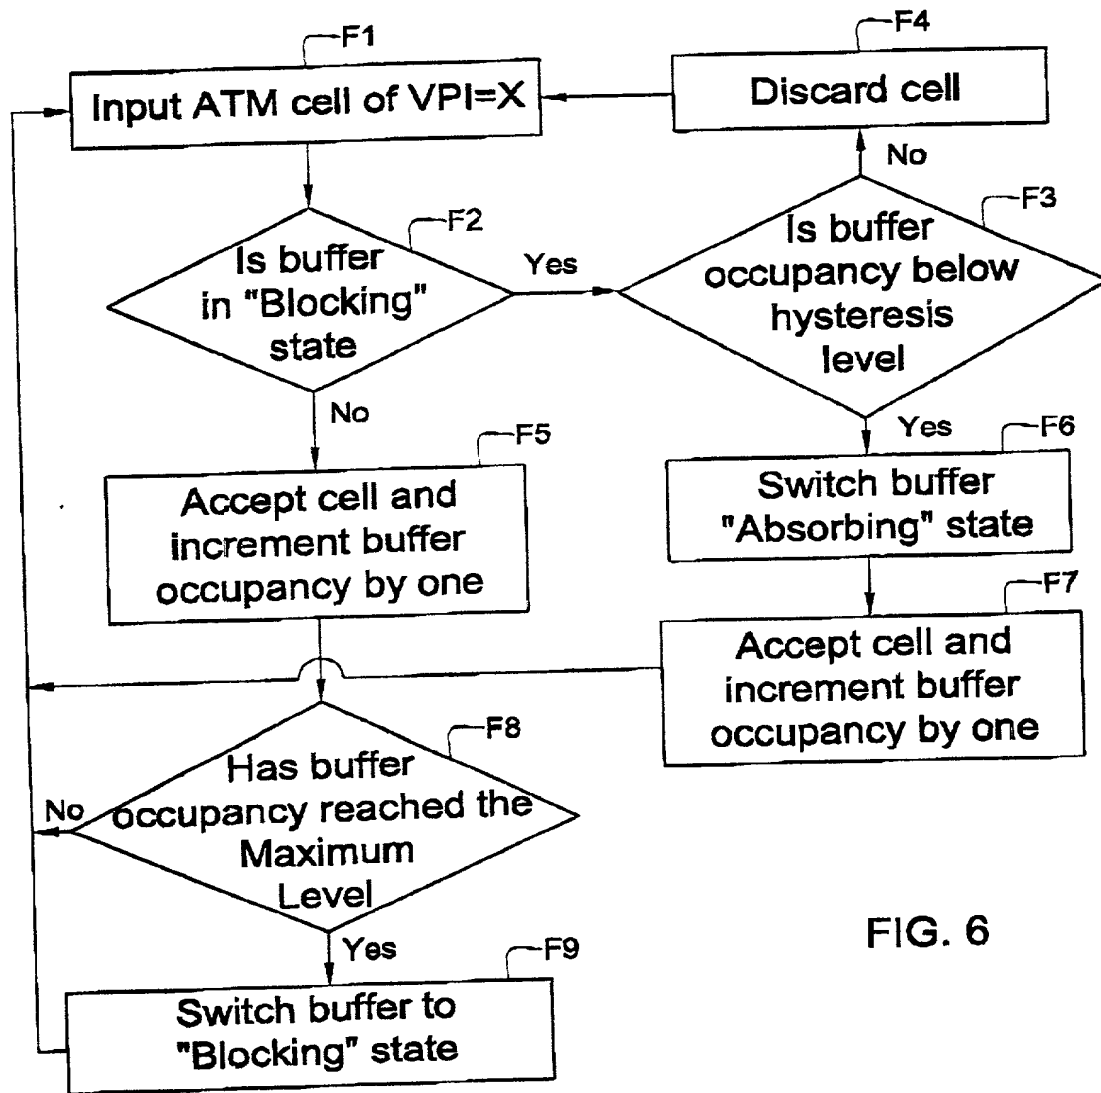 F1
Input ATM cell of VPI=X
F4
Discard cell
No
F2
Is buffer
in "Blocking"
state
Yes
F3
Is buffer
occupancy below
hysteresis
level
No
Yes
F5
Accept cell and
increment buffer
occupancy by one
F6
Switch buffer
"Absorbing" state
F7
Accept cell and
increment buffer
occupancy by one
F8
Has buffer
occupancy reached the
Maximum
Level
No
Yes
F9
Switch buffer to
"Blocking" state
FIG. 6